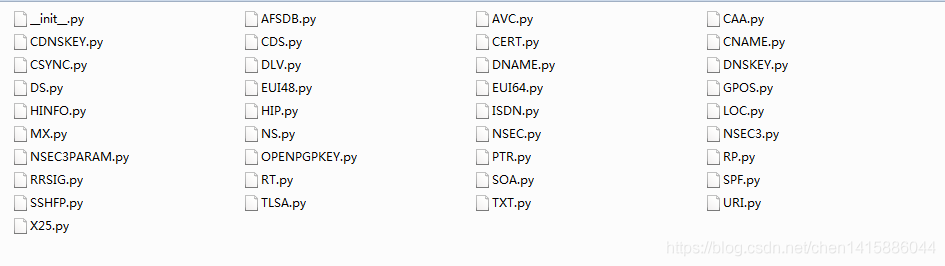 __init__.py AFSDB.py AVC.py CAA.py
CDNSKEY.py CDS.py CERT.py CNAME.py
CSYNC.py DLV.py DNAME.py DNSKEY.py
DS.py EUI48.py EUI64.py GPOS.py
HINFO.py HIP.py ISDN.py LOC.py
MX.py NS.py NSEC.py NSEC3.py
NSEC3PARAM.py OPENPGPKEY.py PTR.py RP.py
RRSIG.py RT.py SOA.py SPF.py
SSHFP.py TLSA.py TXT.py URI.py
X25.py
https://blog.csdn.net/chen1415886044